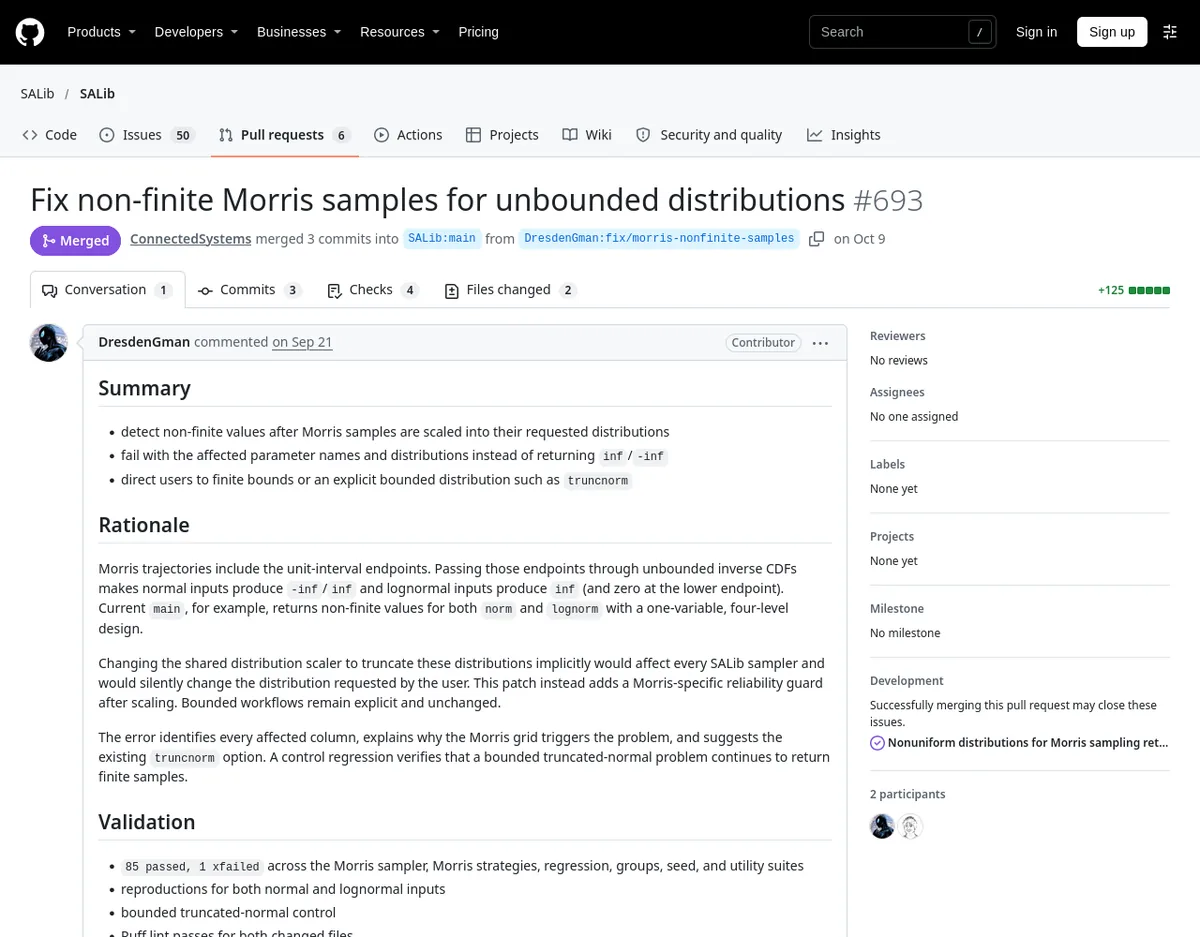 Products Developers Businesses Resources Pricing Search / Sign in Sign up
SALib / SALib
Code Issues 50 Pull requests 6 Actions Projects Wiki Security and quality Insights
Fix non-finite Morris samples for unbounded distributions #693
Merged ConnectedSystems merged 3 commits into SALib:main from DresdenGman:fix/morris-nonfinite-samples on Oct 9
Conversation 1 Commits 3 Checks 4 Files changed 2 +125
DresdenGman commented on Sep 21 Contributor
Summary
• detect non-finite values after Morris samples are scaled into their requested distributions
• fail with the affected parameter names and distributions instead of returning inf / -inf
• direct users to finite bounds or an explicit bounded distribution such as truncnorm
Rationale
Morris trajectories include the unit-interval endpoints. Passing those endpoints through unbounded inverse CDFs
makes normal inputs produce -inf / inf and lognormal inputs produce inf (and zero at the lower endpoint).
Current main, for example, returns non-finite values for both norm and lognorm with a one-variable, four-level
design.
Changing the shared distribution scaler to truncate these distributions implicitly would affect every SALib sampler and
would silently change the distribution requested by the user. This patch instead adds a Morris-specific reliability guard
after scaling. Bounded workflows remain explicit and unchanged.
The error identifies every affected column, explains why the Morris grid triggers the problem, and suggests the
existing truncnorm option. A control regression verifies that a bounded truncated-normal problem continues to return
finite samples.
Validation
• 85 passed, 1 xfailed across the Morris sampler, Morris strategies, regression, groups, seed, and utility suites
• reproductions for both normal and lognormal inputs
• bounded truncated-normal control
• Ruff lint passes for both changed files
Reviewers
No reviews
Assignees
No one assigned
Labels
None yet
Projects
None yet
Milestone
No milestone
Development
Successfully merging this pull request may close these
issues.
Nonuniform distributions for Morris sampling ret...
2 participants